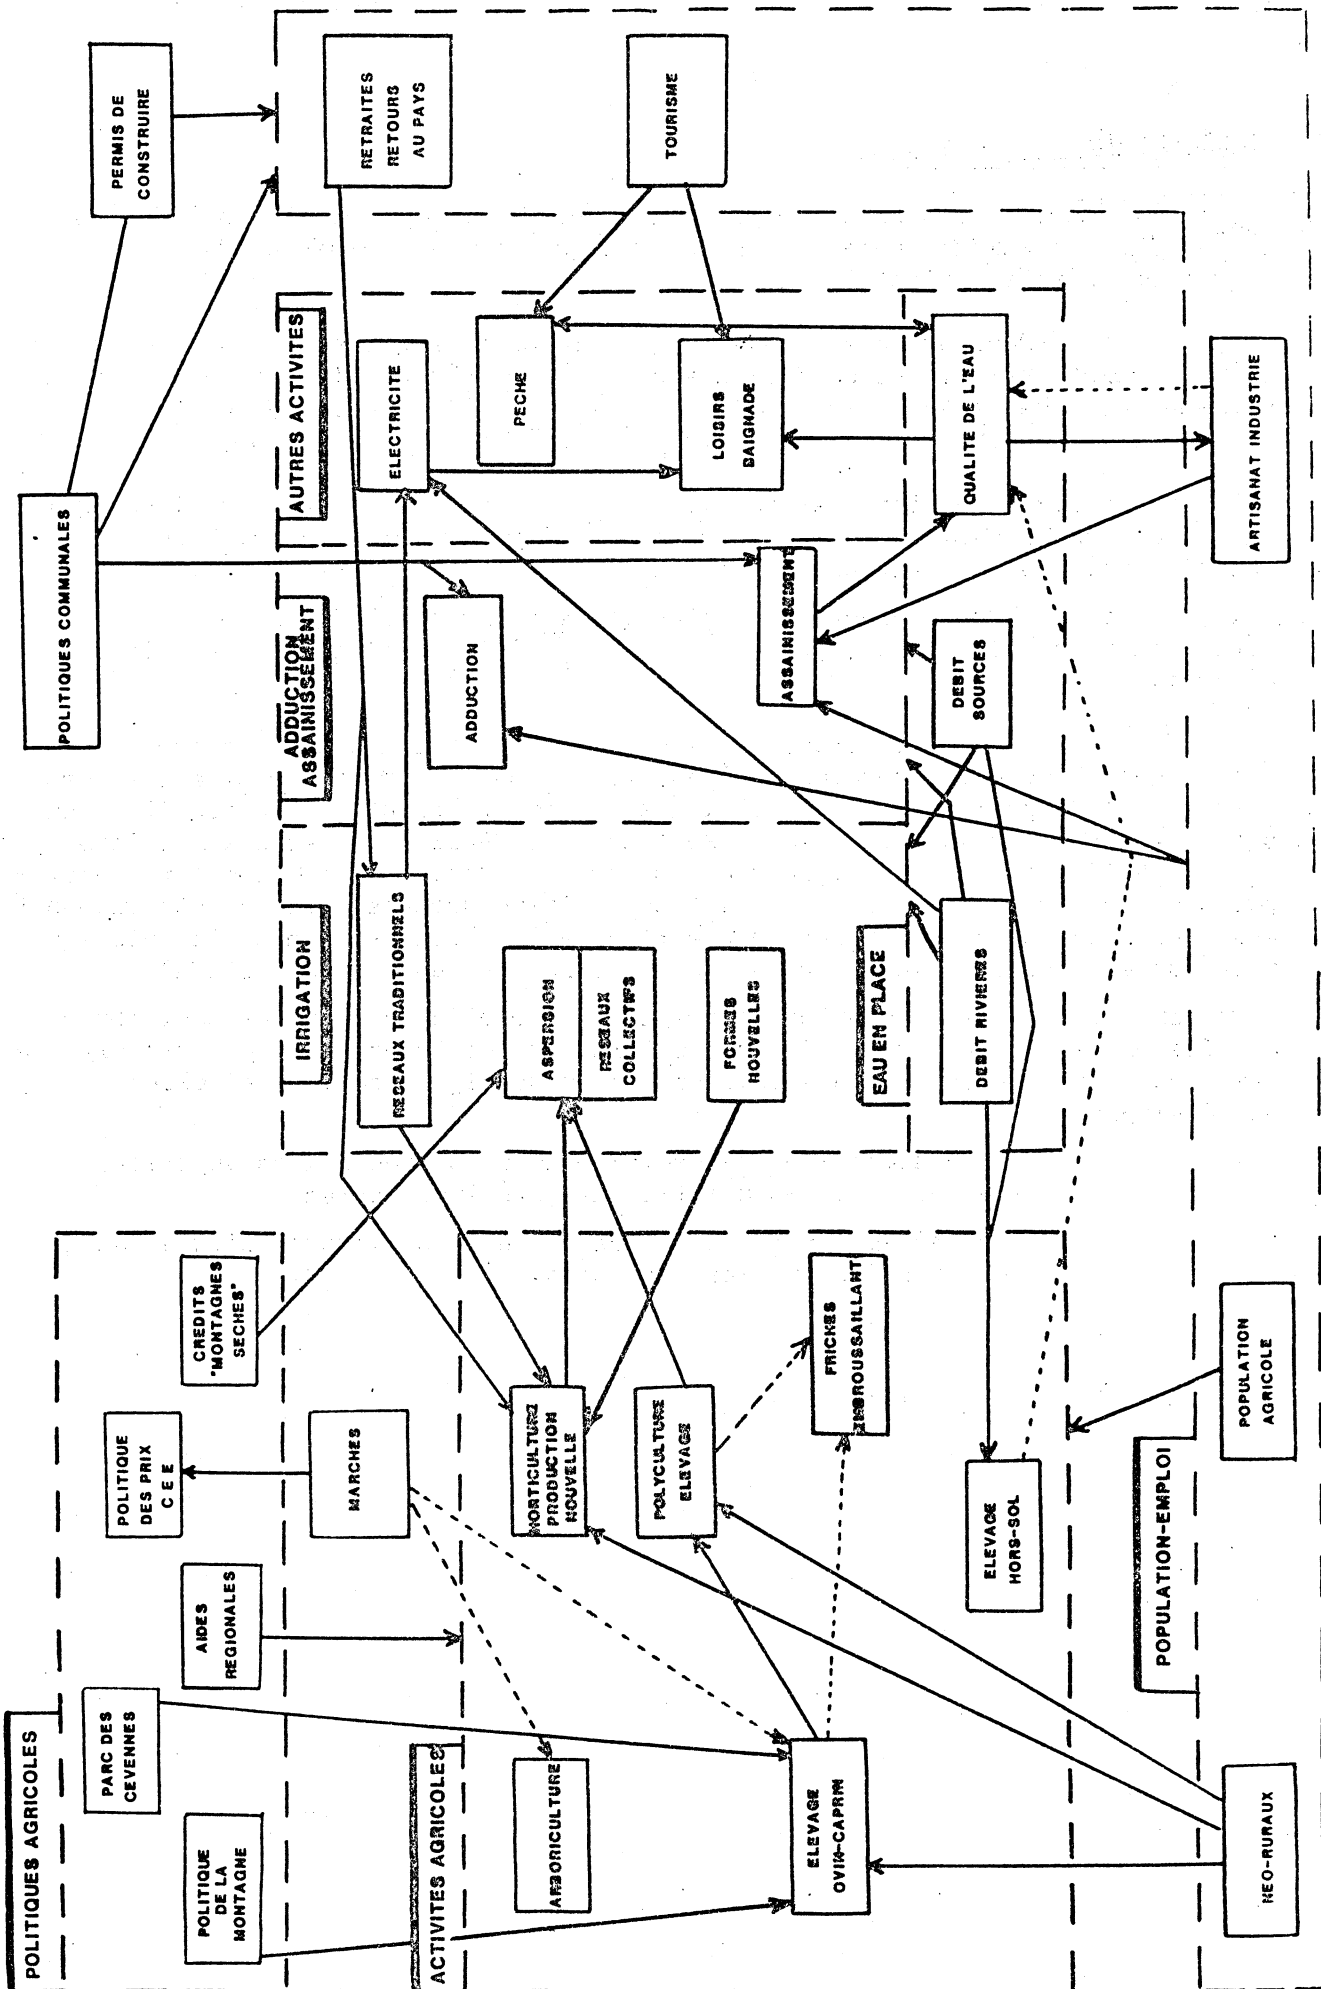 POLITIQUES AGRICOLES
POLITIQUE
DE LA
MONTAGNE
PARC DES
CEVENNES
AIDES
REGIONALES
POLITIQUE
DES PRIX
C E E
CREDITS
"MONTAGNES
SECHES"
MARCHES
POLITIQUES COMMUNALES
PERMIS DE
CONSTRUIRE
ACTIVITES AGRICOLES
ARBORICULTURE
ELEVAGE
OVIN-CAPRIN
HORTICULTURE
PRODUCTION
NOUVELLE
POLYCULTURE
ELEVAGE
FRICHES
EMBROUSSAILLANT
ELEVAGE
HORS-SOL
IRRIGATION
RESEAUX TRADITIONNELS
ASPERSION
RESEAUX
COLLECTIFS
FORMES
NOUVELLES
EAU EN PLACE
DEBIT RIVIERES
DEBIT
SOURCES
QUALITE DE L'EAU
ADDUCTION
ASSAINISSEMENT
ADDUCTION
ASSAINISSEMENT
AUTRES ACTIVITES
ELECTRICITE
PECHE
LOISIRS
BAIGNADE
RETRAITES
RETOURS
AU PAYS
TOURISME
POPULATION-EMPLOI
NEO-RURAUX
POPULATION
AGRICOLE
ARTISANAT INDUSTRIE